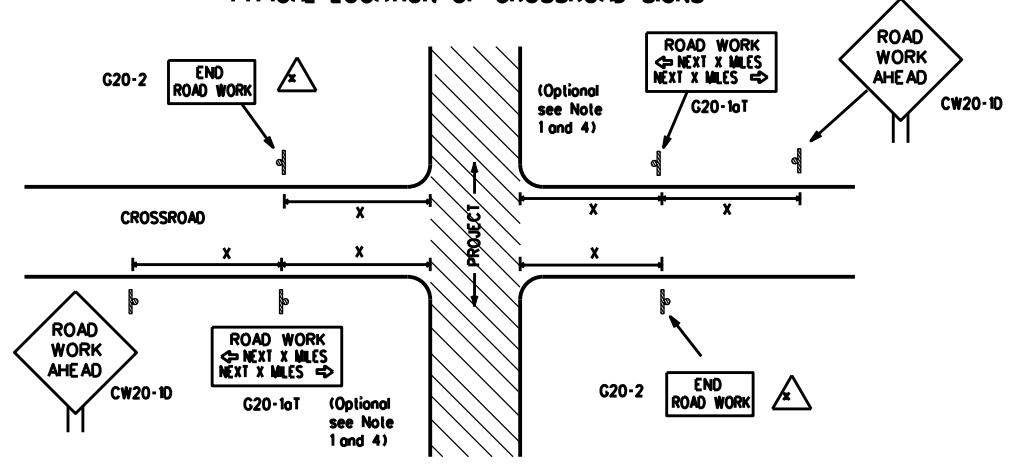 TYPICAL LOCATION OF CROSSROAD SIGNS
G20-2
END
ROAD WORK
x
(Optional
see Note
1 and 4)
ROAD WORK
⇦ NEXT X MILES
NEXT X MILES ⇨
G20-1aT
ROAD
WORK
AHEAD
CW20-1D
CROSSROAD
X
X
X
PROJECT
X
X
X
ROAD
WORK
AHEAD
CW20-1D
ROAD WORK
⇦ NEXT X MILES
NEXT X MILES ⇨
G20-1aT
(Optional
see Note
1 and 4)
G20-2
END
ROAD WORK
x